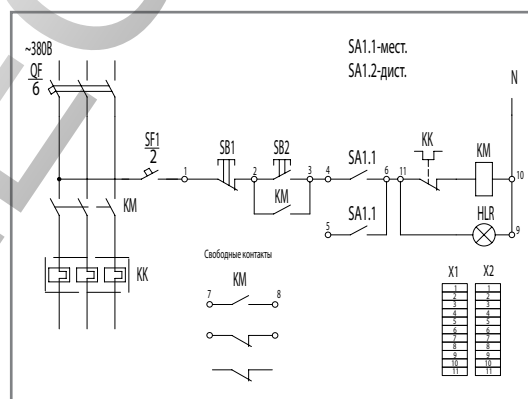 ~380В
QF
6
SA1.1-мест.
SA1.2-дист.
N
SF1
2
1
SB1
2
SB2
3
4
SA1.1
6
11
KK
KM
10
KM
KM
5
SA1.1
HLR
9
KK
Свободные контакты
KM
7
8
X1 X2
1 1
2 2
3 3
4 4
5 5
6 6
7 7
8 8
9 9
10 10
11 11